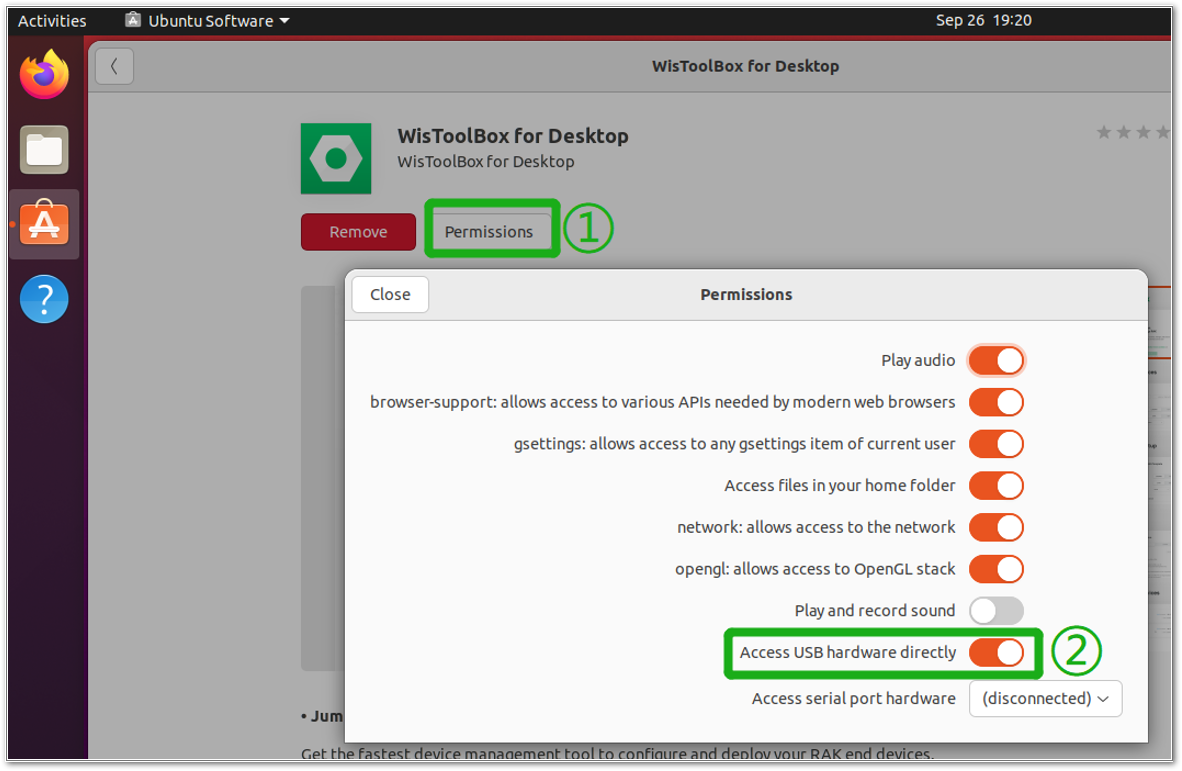 Activities
Ubuntu Software
Sep 26 19:20
WisToolBox for Desktop
WisToolBox for Desktop
WisToolBox for Desktop
Remove
Permissions
①
Close
Permissions
Play audio
browser-support: allows access to various APIs needed by modern web browsers
gsettings: allows access to any gsettings item of current user
Access files in your home folder
network: allows access to the network
opengl: allows access to OpenGL stack
Play and record sound
Access USB hardware directly
②
Access serial port hardware (disconnected)
• Jum
Get the fastest device management tool to configure and deploy your RAK end devices.